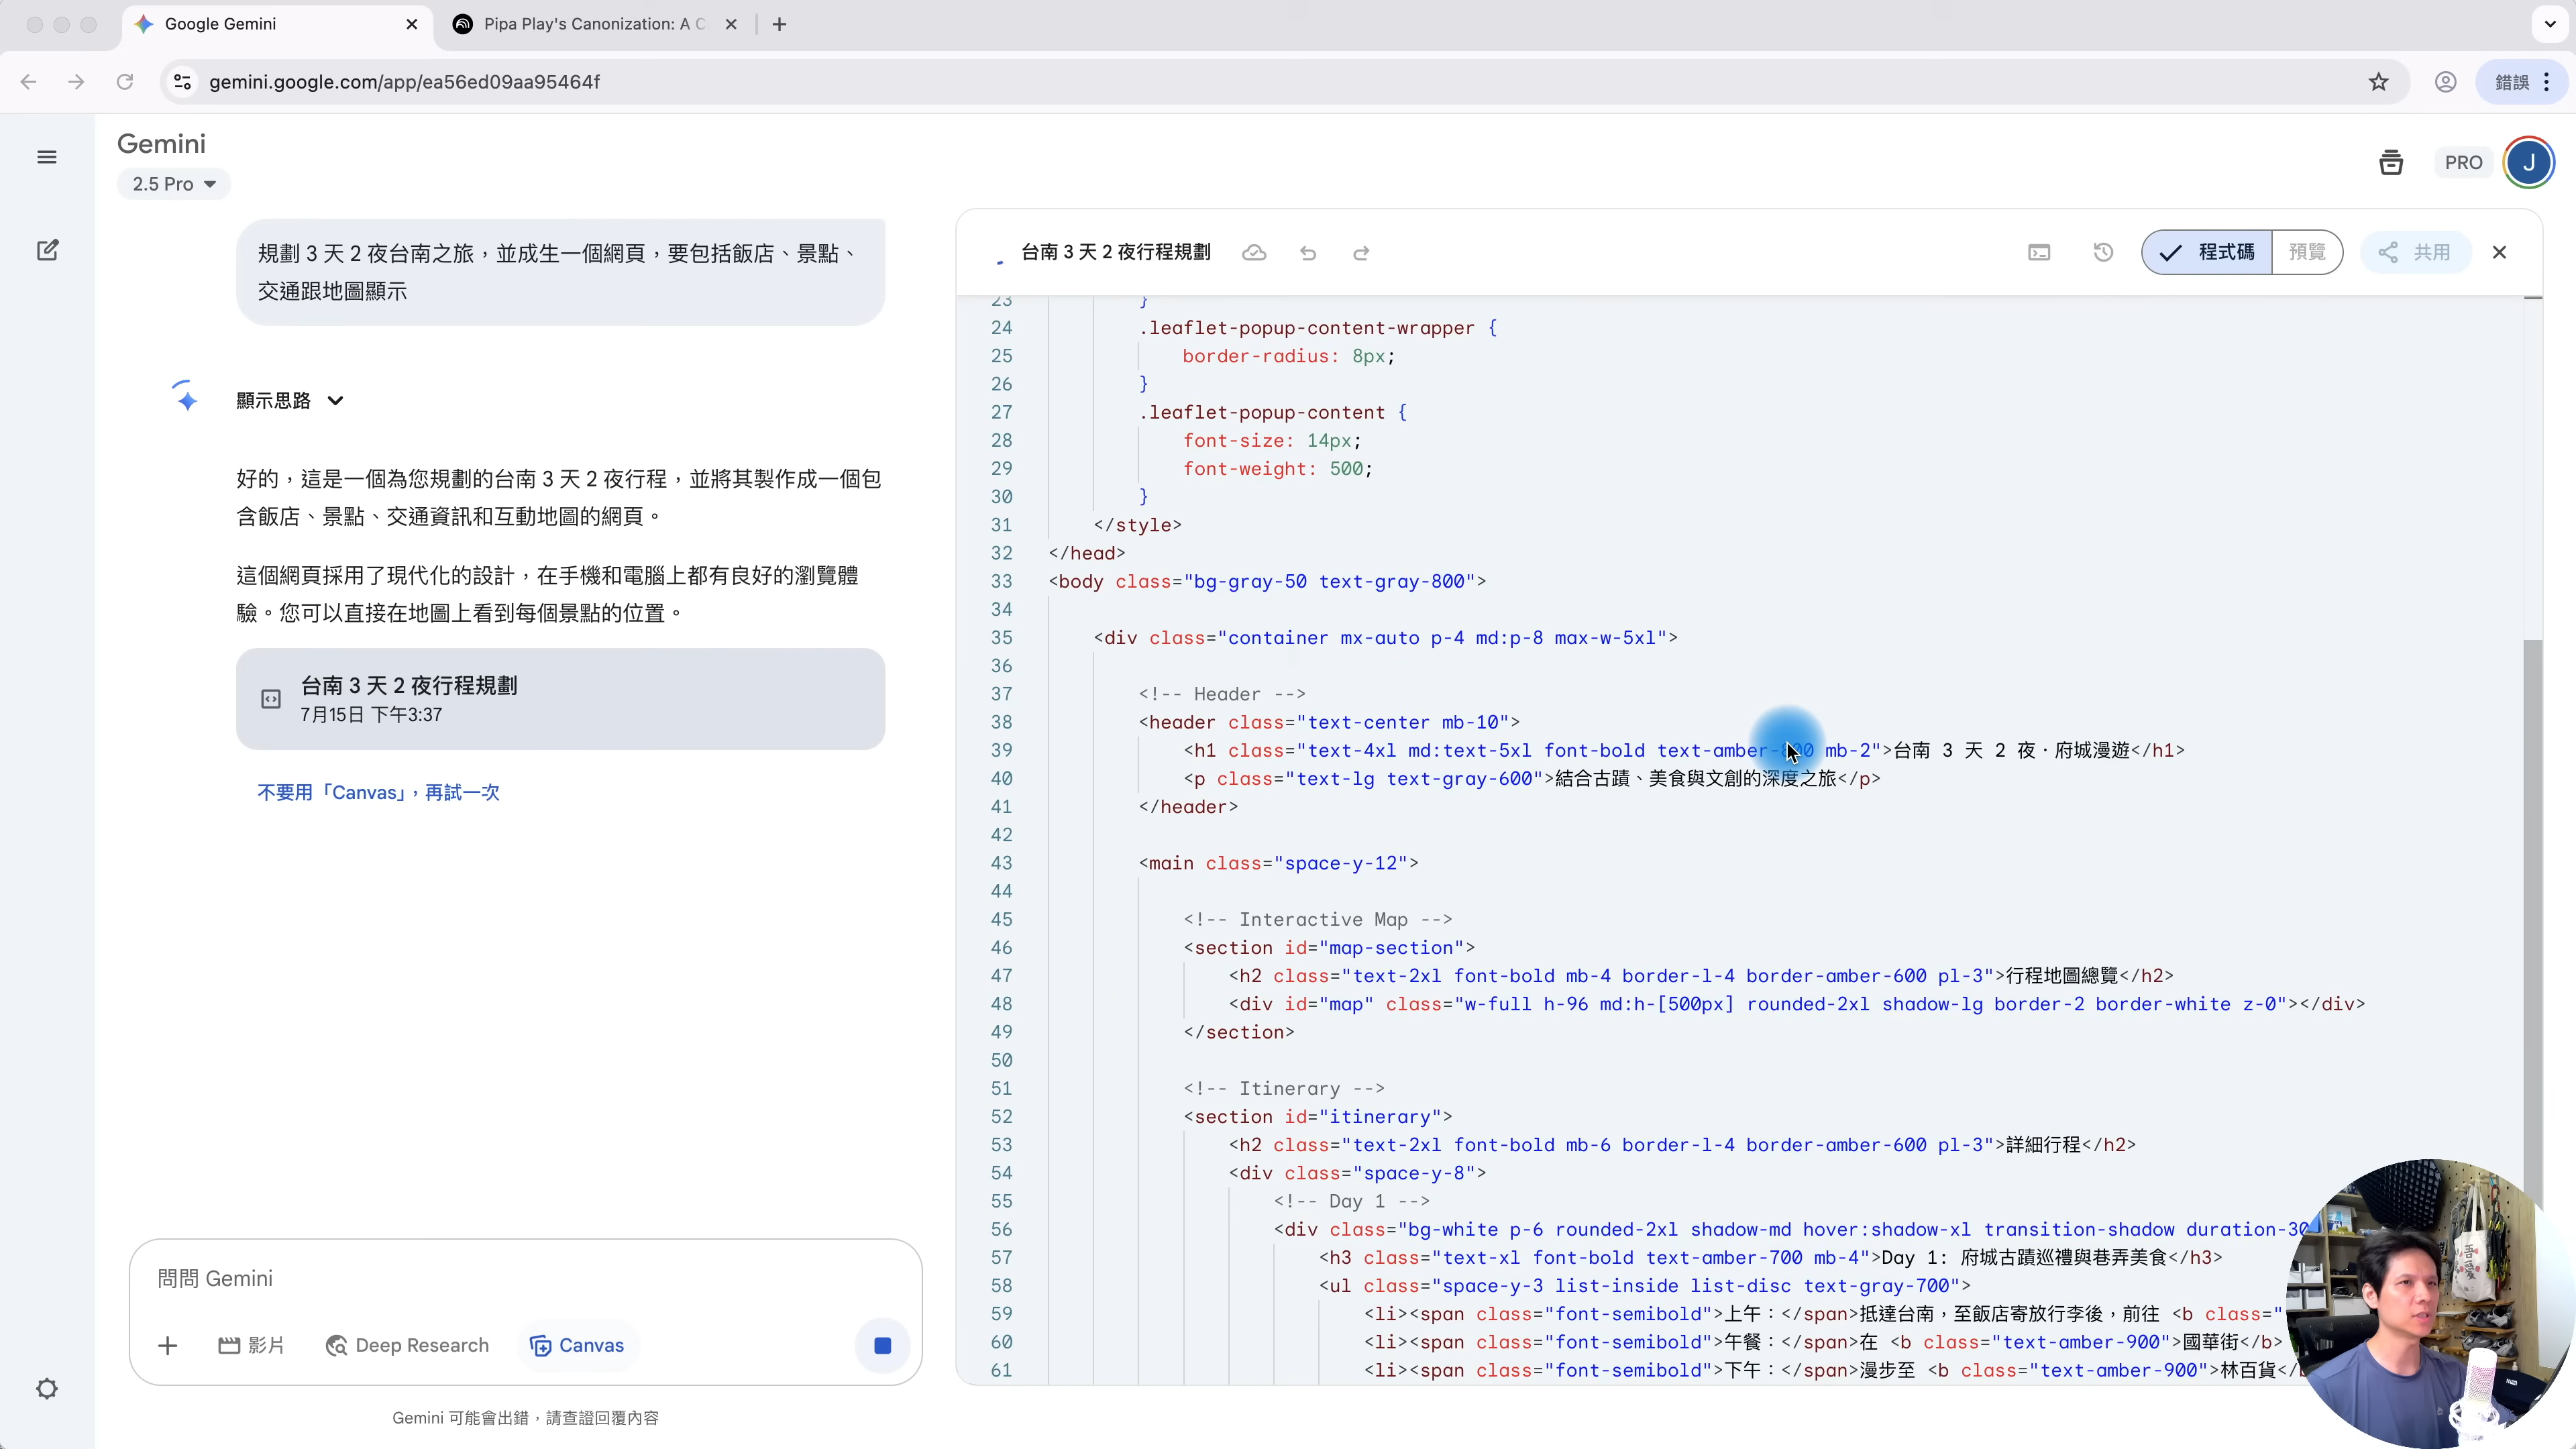 Google Gemini
Pipa Play's Canonization: A C
gemini.google.com/app/ea56ed09aa95464f
錯誤
Gemini
2.5 Pro
PRO
J
規劃 3 天 2 夜台南之旅，並成生一個網頁，要包括飯店、景點、
交通跟地圖顯示
顯示思路
好的，這是一個為您規劃的台南 3 天 2 夜行程，並將其製作成一個包
含飯店、景點、交通資訊和互動地圖的網頁。
這個網頁採用了現代化的設計，在手機和電腦上都有良好的瀏覽體
驗。您可以直接在地圖上看到每個景點的位置。
台南 3 天 2 夜行程規劃
7月15日 下午3:37
不要用「Canvas」，再試一次
問問 Gemini
影片
Deep Research
Canvas
Gemini 可能會出錯，請查證回覆內容
台南 3 天 2 夜行程規劃
程式碼
預覽
共用
23 }
24 .leaflet-popup-content-wrapper {
25 border-radius: 8px;
26 }
27 .leaflet-popup-content {
28 font-size: 14px;
29 font-weight: 500;
30 }
31 </style>
32 </head>
33 <body class="bg-gray-50 text-gray-800">
34
35 <div class="container mx-auto p-4 md:p-8 max-w-5xl">
36
37 <!-- Header -->
38 <header class="text-center mb-10">
39 <h1 class="text-4xl md:text-5xl font-bold text-amber-800 mb-2">台南 3 天 2 夜・府城漫遊</h1>
40 <p class="text-lg text-gray-600">結合古蹟、美食與文創的深度之旅</p>
41 </header>
42
43 <main class="space-y-12">
44
45 <!-- Interactive Map -->
46 <section id="map-section">
47 <h2 class="text-2xl font-bold mb-4 border-l-4 border-amber-600 pl-3">行程地圖總覽</h2>
48 <div id="map" class="w-full h-96 md:h-[500px] rounded-2xl shadow-lg border-2 border-white z-0"></div>
49 </section>
50
51 <!-- Itinerary -->
52 <section id="itinerary">
53 <h2 class="text-2xl font-bold mb-6 border-l-4 border-amber-600 pl-3">詳細行程</h2>
54 <div class="space-y-8">
55 <!-- Day 1 -->
56 <div class="bg-white p-6 rounded-2xl shadow-md hover:shadow-xl transition-shadow duration-30
57 <h3 class="text-xl font-bold text-amber-700 mb-4">Day 1: 府城古蹟巡禮與巷弄美食</h3>
58 <ul class="space-y-3 list-inside list-disc text-gray-700">
59 <li><span class="font-semibold">上午：</span>抵達台南，至飯店寄放行李後，前往 <b class="
60 <li><span class="font-semibold">午餐：</span>在 <b class="text-amber-900">國華街</b>
61 <li><span class="font-semibold">下午：</span>漫步至 <b class="text-amber-900">林百貨</b